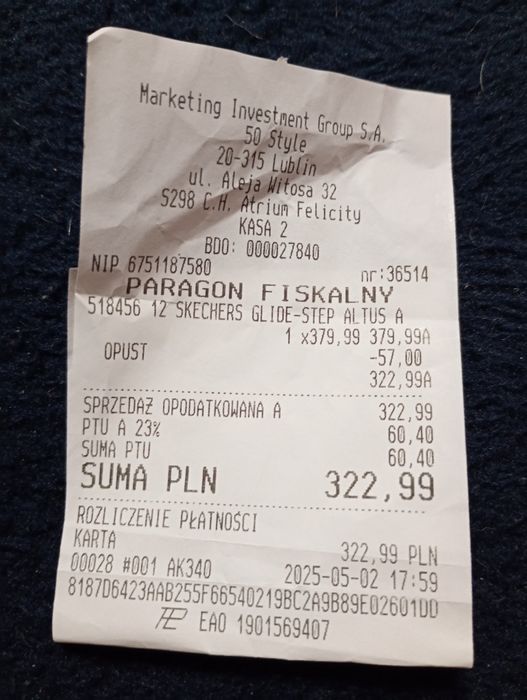 Marketing Investment Group S.A.
50 Style
20-315 Lublin
ul. Aleja Witosa 32
S298 C.H. Atrium Felicity
KASA 2
BDO: 000027840
NIP 6751187580 nr:36514
PARAGON FISKALNY
518456 12 SKECHERS GLIDE-STEP ALTUS A
1 x379,99 379,99A
OPUST -57,00
322,99A
SPRZEDAŻ OPODATKOWANA A 322,99
PTU A 23% 60,40
SUMA PTU 60,40
SUMA PLN 322,99
ROZLICZENIE PŁATNOŚCI
KARTA 322,99 PLN
00028 #001 AK340 2025-05-02 17:59
8187D6423AAB255F66540219BC2A9B89E02601DD
EAO 1901569407